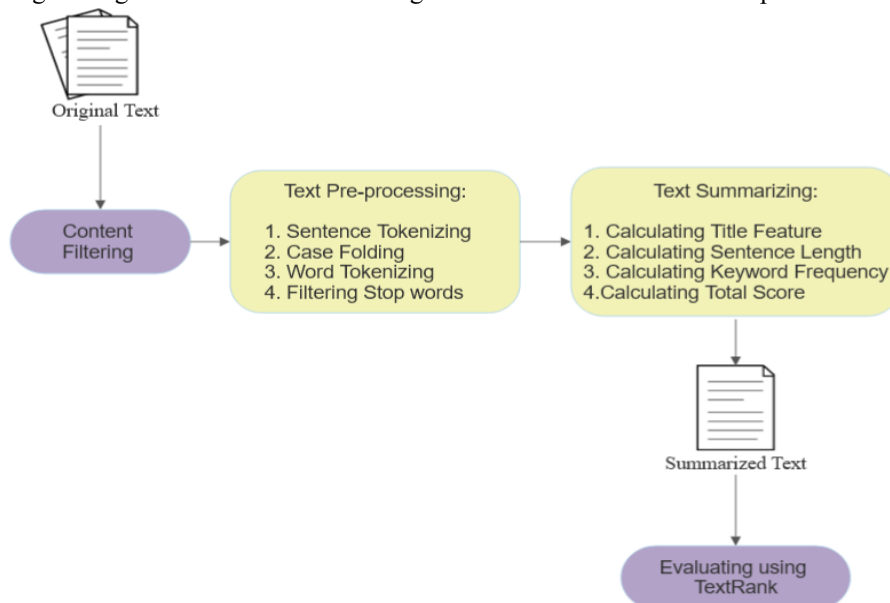 Original Text
Content
Filtering
Text Pre-processing:
1. Sentence Tokenizing
2. Case Folding
3. Word Tokenizing
4. Filtering Stop words
Text Summarizing:
1. Calculating Title Feature
2. Calculating Sentence Length
3. Calculating Keyword Frequency
4.Calculating Total Score
Summarized Text
Evaluating using
TextRank